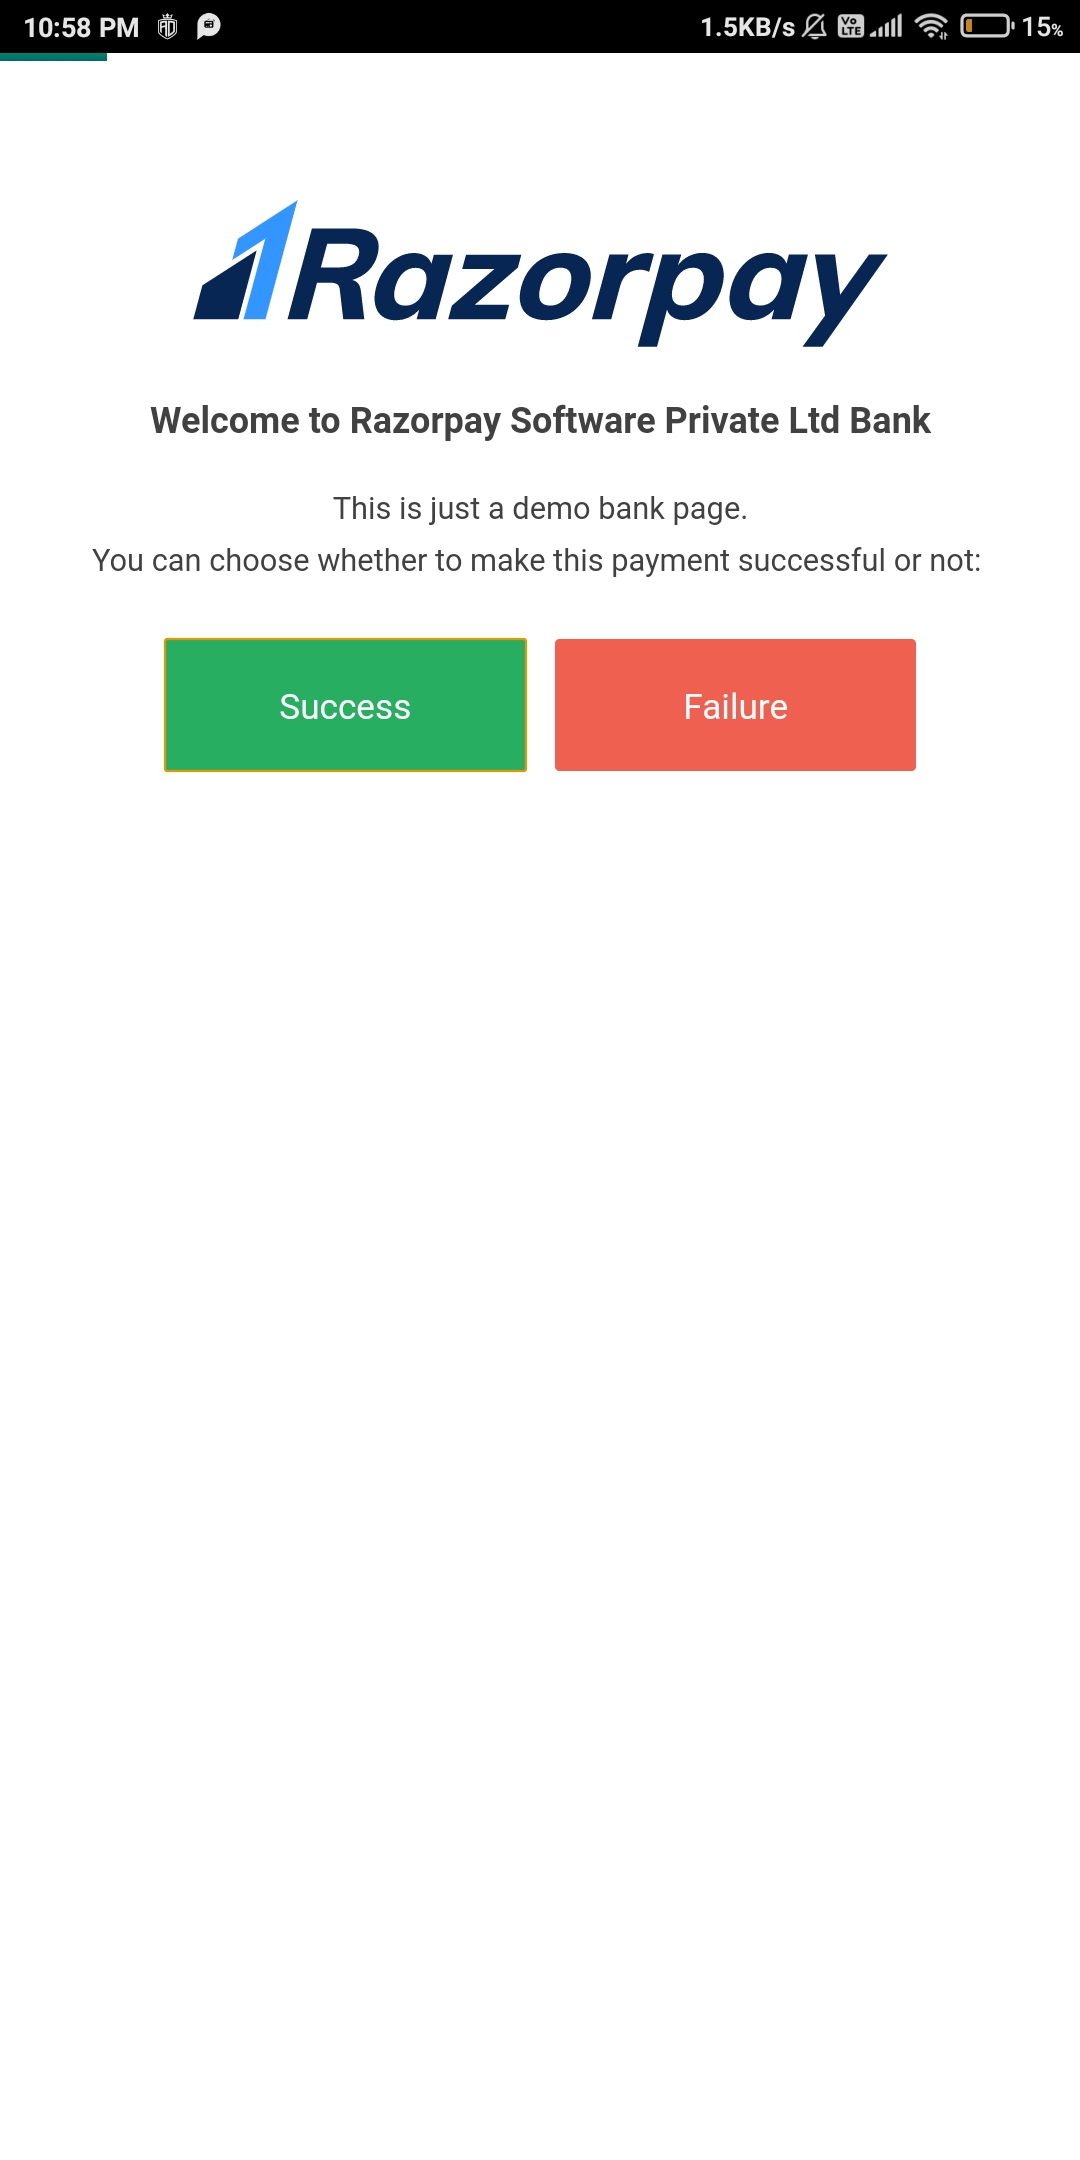 10:58 PM 1.5KB/s Vo LTE 15%
Razorpay
Welcome to Razorpay Software Private Ltd Bank
This is just a demo bank page.
You can choose whether to make this payment successful or not:
Success Failure